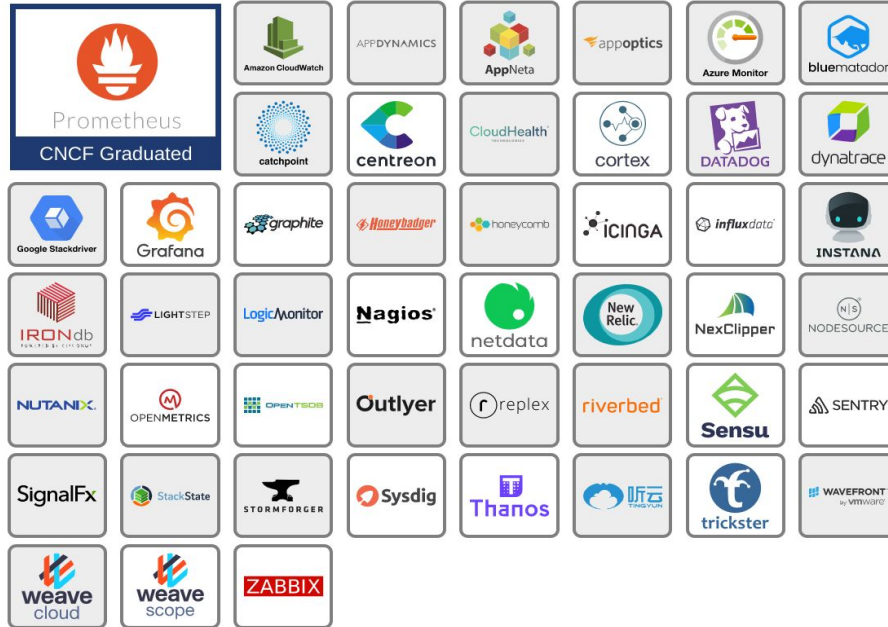 Prometheus
CNCF Graduated
Amazon CloudWatch
APPDYNAMICS
AppNeta
appoptics
Azure Monitor
bluematador
catchpoint
centreon
CloudHealth
cortex
DATADOG
dynatrace
Google Stackdriver
Grafana
graphite
Honeybadger
honeycomb
ICINGA
influxdata
INSTANA
IRONdb
LIGHTSTEP
LogicMonitor
Nagios®
netdata
New
Relic.
NexClipper
N|S
NODESOURCE
NUTANIX.
OPENMETRICS
OPENTSDB
Outlyer
r replex
riverbed
Sensu
SENTRY
SignalFx
StackState
STORMFORGER
Sysdig
Thanos
听云
TINGYUN
trickster
WAVEFRONT
by vmware
weave
cloud
weave
scope
ZABBIX